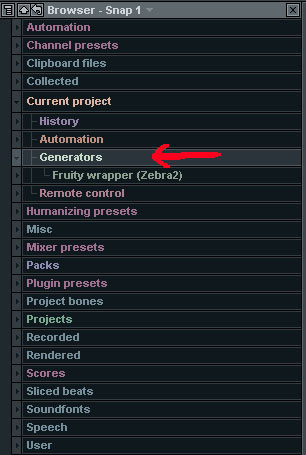 Browser - Snap 1
Automation
Channel presets
Clipboard files
Collected
Current project
History
Automation
Generators
Fruity wrapper (Zebra2)
Remote control
Humanizing presets
Misc
Mixer presets
Packs
Plugin presets
Project bones
Projects
Recorded
Rendered
Scores
Sliced beats
Soundfonts
Speech
User